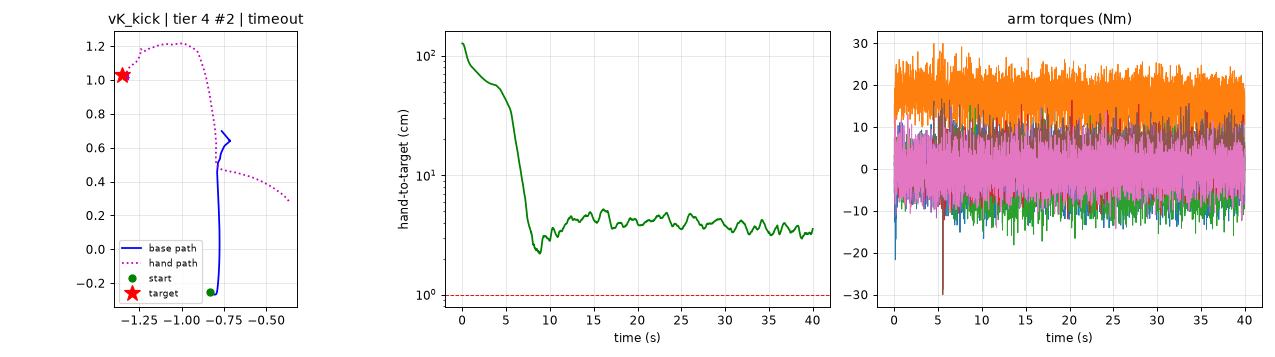 vK_kick | tier 4 #2 | timeout
1.2
1.0
0.8
0.6
0.4
0.2
0.0
−0.2
−1.25 −1.00 −0.75 −0.50
base path
hand path
start
target
hand-to-target (cm)
10²
10¹
10⁰
0 5 10 15 20 25 30 35 40
time (s)
arm torques (Nm)
30
20
10
0
−10
−20
−30
0 5 10 15 20 25 30 35 40
time (s)